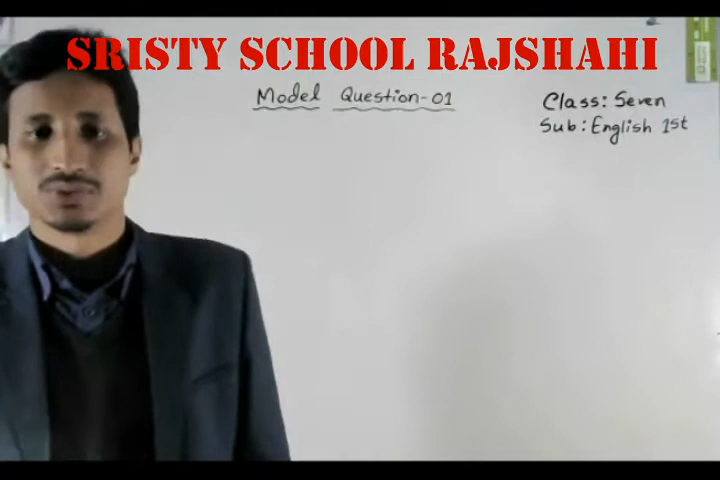 SRISTY SCHOOL RAJSHAHI
Model Question-01
Class: Seven
Sub: English 1st